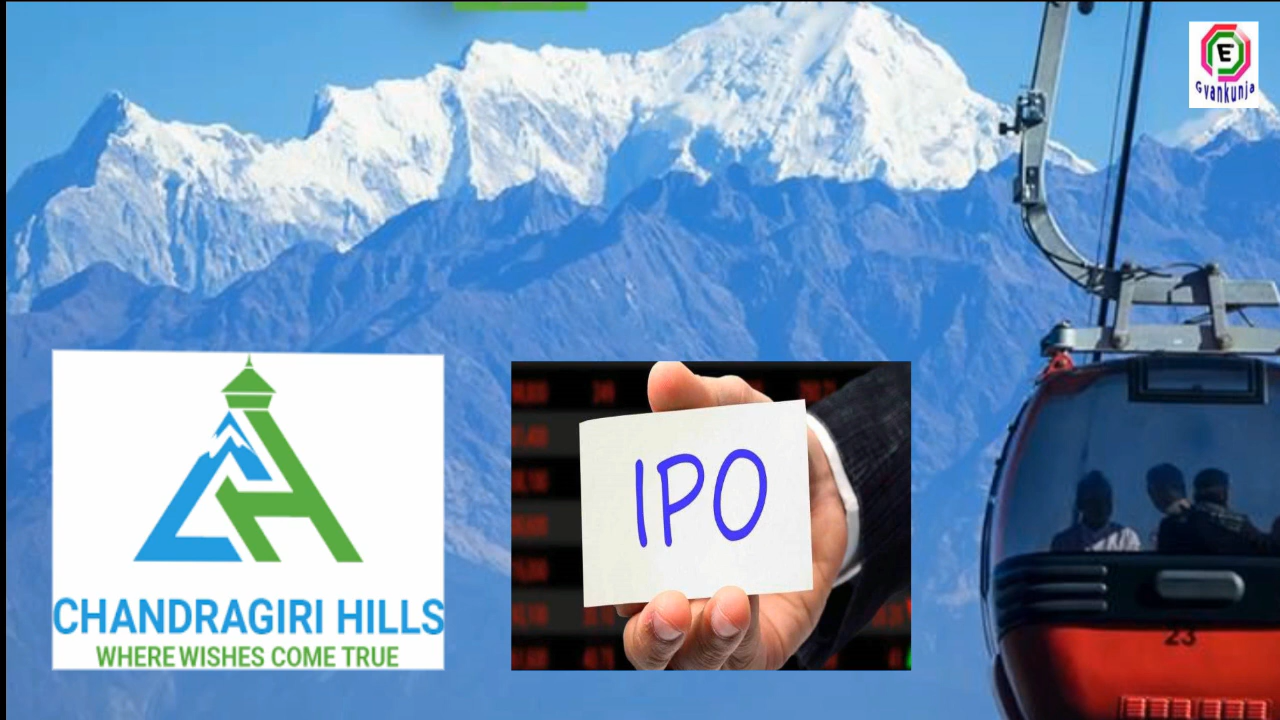 E
Gyankunja
CHANDRAGIRI HILLS
WHERE WISHES COME TRUE
IPO
23